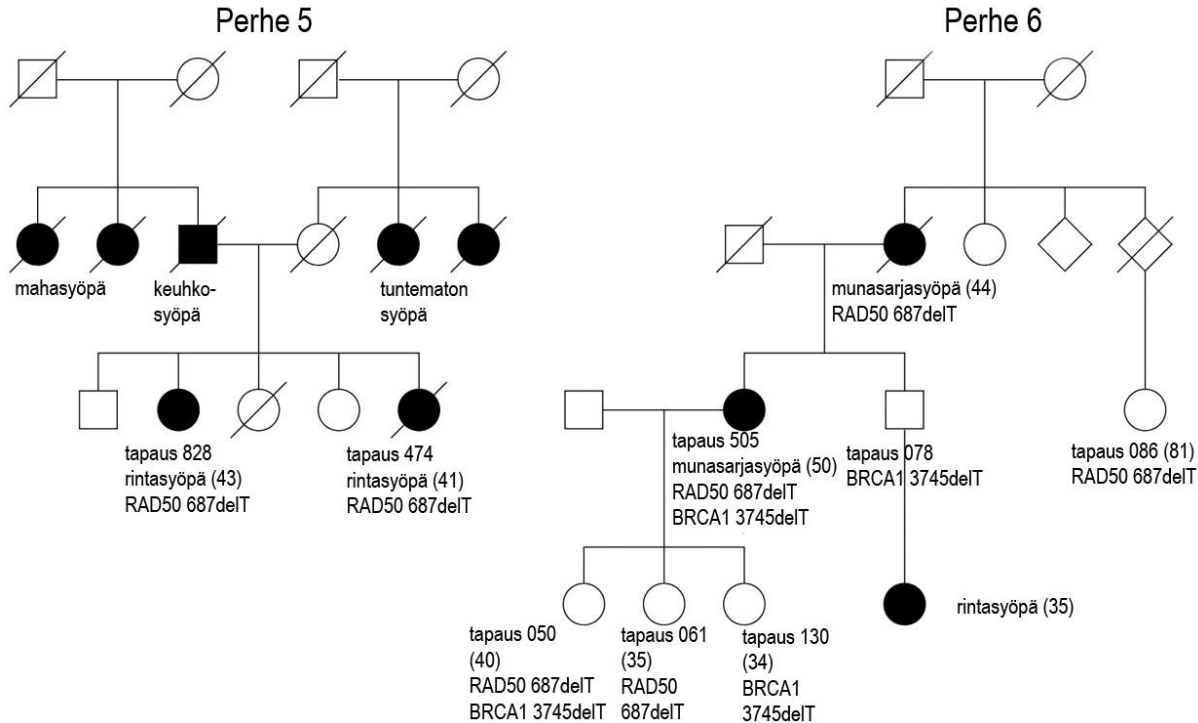 Perhe 5
Perhe 6
mahasyöpä
keuhko-
syöpä
tuntematon
syöpä
munasarjasyöpä (44)
RAD50 687delT
tapaus 828
rintasyöpä (43)
RAD50 687delT
tapaus 474
rintasyöpä (41)
RAD50 687delT
tapaus 505
munasarjasyöpä (50)
RAD50 687delT
BRCA1 3745delT
tapaus 078
BRCA1 3745delT
tapaus 086 (81)
RAD50 687delT
tapaus 050
(40)
RAD50 687delT
BRCA1 3745delT
tapaus 061
(35)
RAD50
687delT
tapaus 130
(34)
BRCA1
3745delT
rintasyöpä (35)